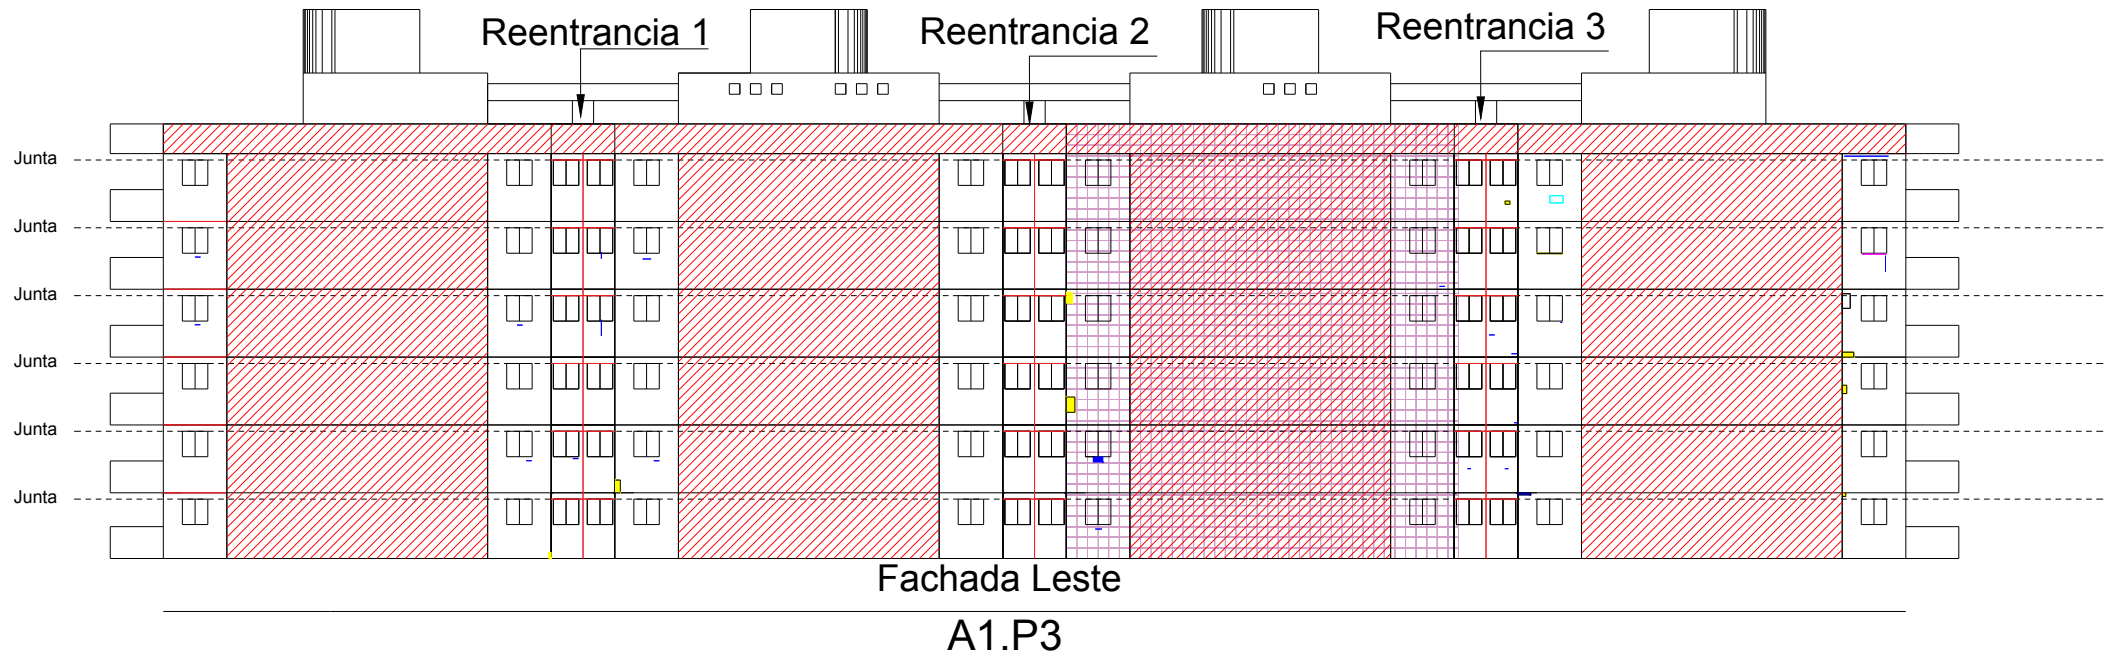 Reentrancia 1
Reentrancia 2
Reentrancia 3
Junta
Junta
Junta
Junta
Junta
Junta
Fachada Leste
A1.P3